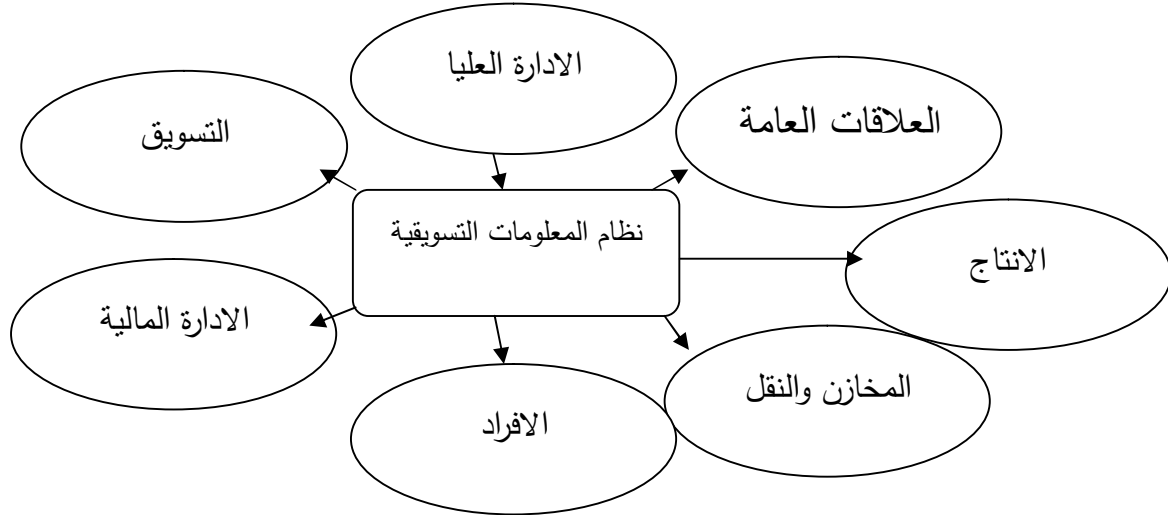 الادارة العليا
العلاقات العامة
التسويق
نظام المعلومات التسويقية
الانتاج
الادارة المالية
المخازن والنقل
الافراد